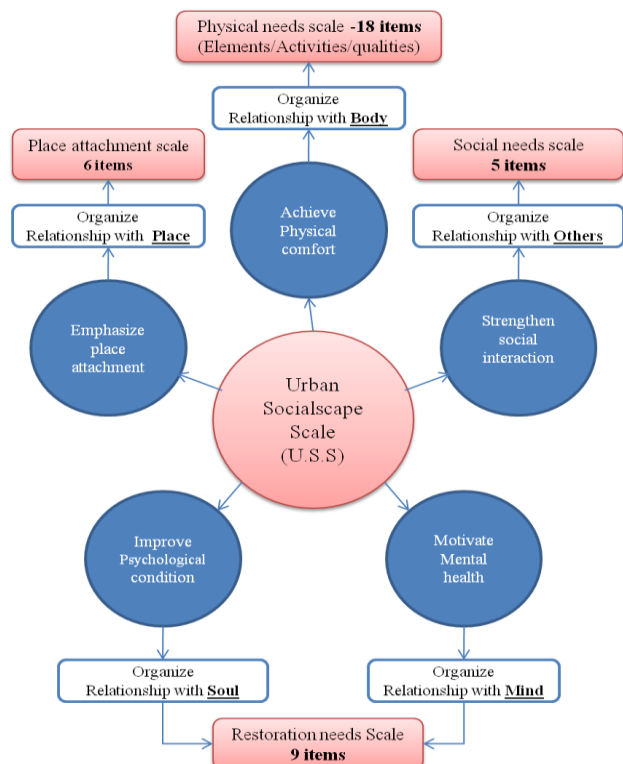 Physical needs scale -18 items
(Elements/Activities/qualities)
Organize
Relationship with Body
Place attachment scale
6 items
Social needs scale
5 items
Organize
Relationship with Place
Achieve
Physical
comfort
Organize
Relationship with Others
Emphasize
place
attachment
Strengthen
social
interaction
Urban
Socialscape
Scale
(U.S.S)
Improve
Psychological
condition
Motivate
Mental
health
Organize
Relationship with Soul
Organize
Relationship with Mind
Restoration needs Scale
9 items